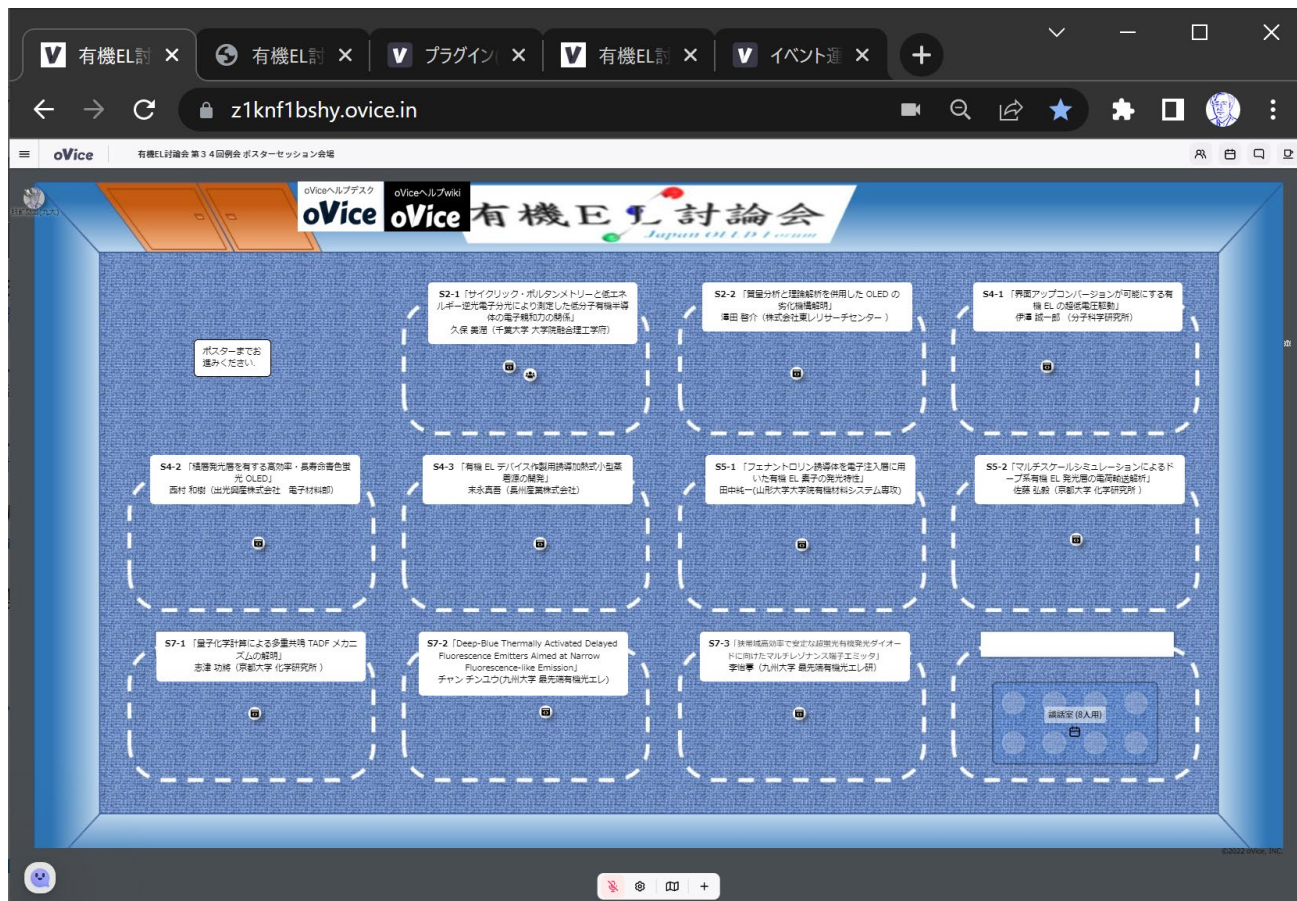 有機EL討
有機EL討
プラグイン(
有機EL討
イベント運
z1knf1bshy.ovice.in
oVice
有機EL討論会 第34回例会 ポスターセッション会場
oViceヘルプデスク
oVice
oViceヘルプwiki
oVice
有機EL討論会
Japan OLED Forum
ポスターまでお
進みください.
S2-1「サイクリック・ボルタンメトリーと低エネ
ルギー逆光電子分光により測定した低分子有機半導
体の電子親和力の関係」
久保 美潤(千葉大学 大学院融合理工学府)
S2-2 「質量分析と理論解析を併用した OLED の
劣化機構解明」
澤田 啓介(株式会社東レリサーチセンター )
S4-1 「界面アップコンバージョンが可能にする有
機 EL の超低電圧駆動」
伊澤 誠一郎 (分子科学研究所)
S4-2 「積層発光層を有する高効率・長寿命青色蛍
光 OLED」
西村 和樹(出光興産株式会社 電子材料部)
S4-3 「有機 EL デバイス作製用誘導加熱式小型蒸
着源の開発」
末永真吾(長州産業株式会社)
S5-1 「フェナントロリン誘導体を電子注入層に用
いた有機 EL 素子の発光特性」
田中純一(山形大学大学院有機材料システム専攻)
S5-2「マルチスケールシミュレーションによるド
ープ系有機 EL 発光層の電荷輸送解析」
佐藤 弘毅(京都大学 化学研究所 )
S7-1 「量子化学計算による多重共鳴 TADF メカニ
ズムの解明」
志津 功將(京都大学 化学研究所 )
S7-2「Deep-Blue Thermally Activated Delayed
Fluorescence Emitters Aimed at Narrow
Fluorescence-like Emission」
チャン チンユウ(九州大学 最先端有機光エレ)
S7-3「狭帯域高効率で安定な超蛍光有機発光ダイオー
ドに向けたマルチレゾナンス端子エミッタ」
(九州大学 最先端有機光エレ研)
談話室 (8人用)
©2022 oVice, INC.